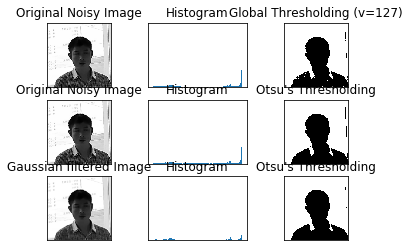 Original Noisy Image Histogram Global Thresholding (v=127)
Original Noisy Image Histogram Otsu's Thresholding
Gaussian filtered Image Histogram Otsu's Thresholding